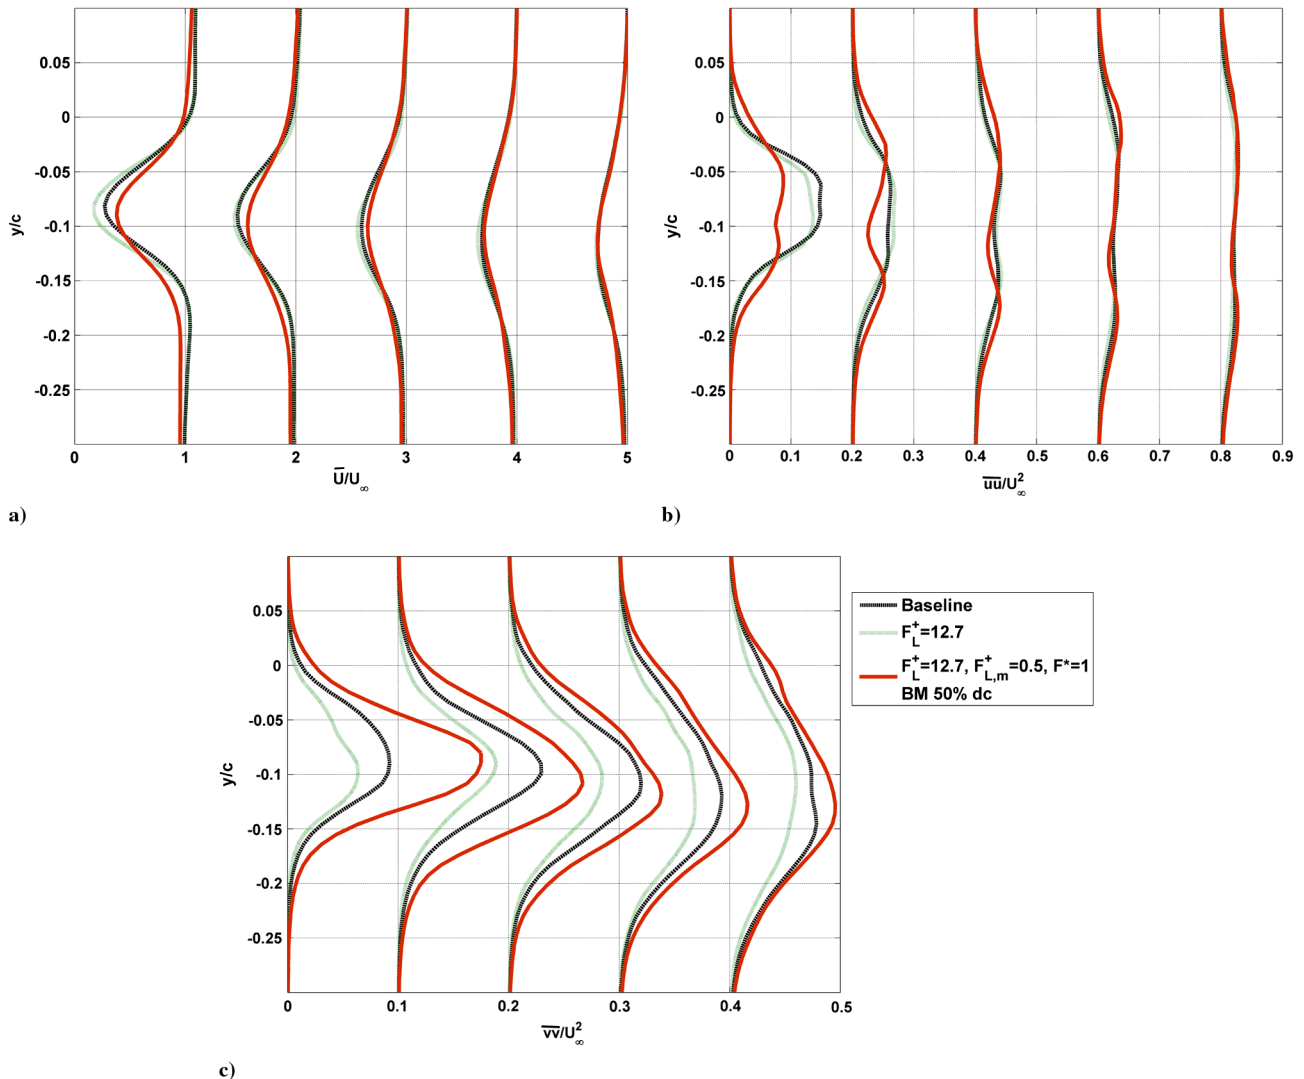 0.05
0
-0.05
-0.1
-0.15
-0.2
-0.25
y/c
0 1 2 3 4 5
U̅/U∞
a)
0.05
0
-0.05
-0.1
-0.15
-0.2
-0.25
y/c
0 0.1 0.2 0.3 0.4 0.5 0.6 0.7 0.8 0.9
u̅u̅/U²∞
b)
0.05
0
-0.05
-0.1
-0.15
-0.2
-0.25
y/c
0 0.1 0.2 0.3 0.4 0.5
v̅v̅/U²∞
c)
Baseline
F⁺L=12.7
F⁺L=12.7, F⁺L,m=0.5, F*=1
BM 50% dc